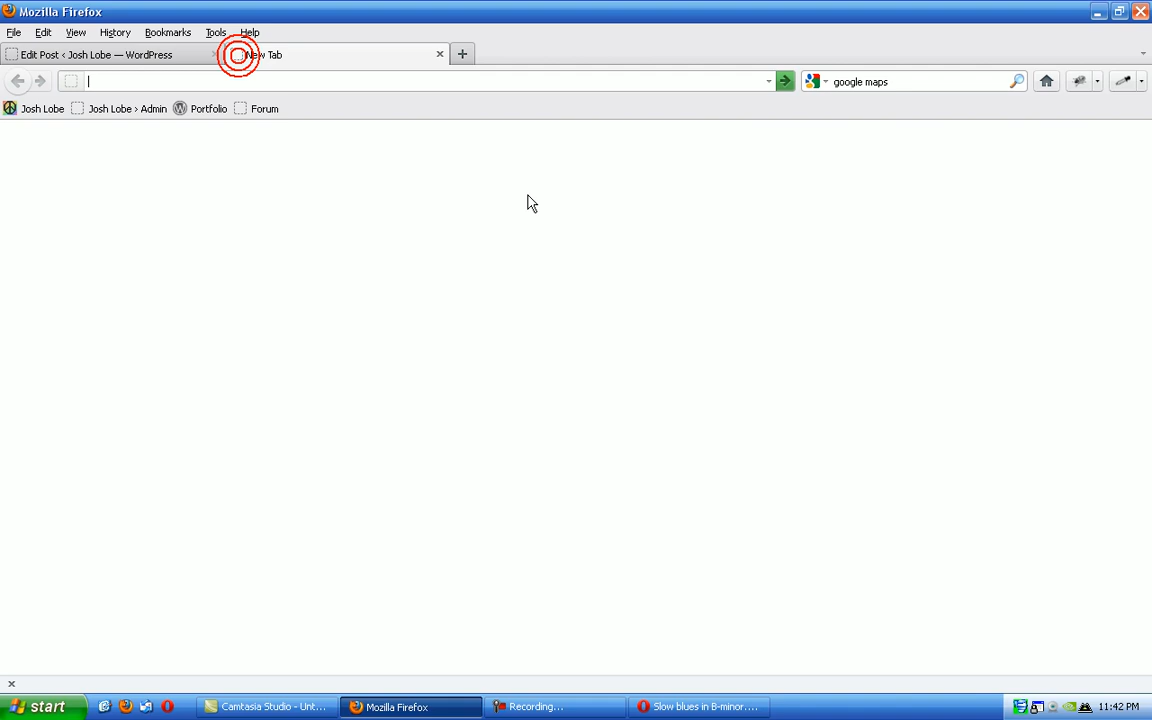 Mozilla Firefox
File Edit View History Bookmarks Tools Help
Edit Post ‹ Josh Lobe — WordPress New Tab
google maps
Josh Lobe Josh Lobe › Admin Portfolio Forum
start Camtasia Studio - Unt... Mozilla Firefox Recording... Slow blues in B-minor.... 11:42 PM